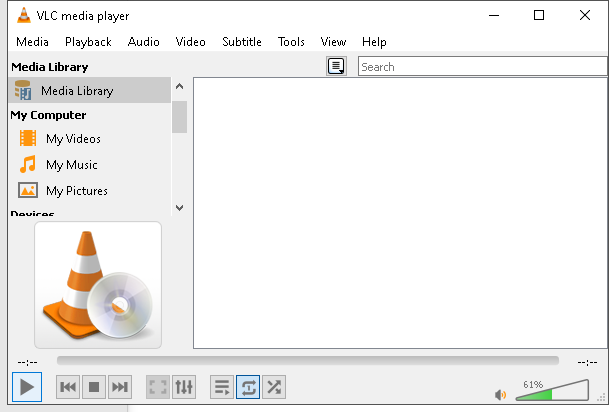 VLC media player
Media Playback Audio Video Subtitle Tools View Help
Media Library
Search
Media Library
My Computer
My Videos
My Music
My Pictures
Devices
--:-- --:--
61%